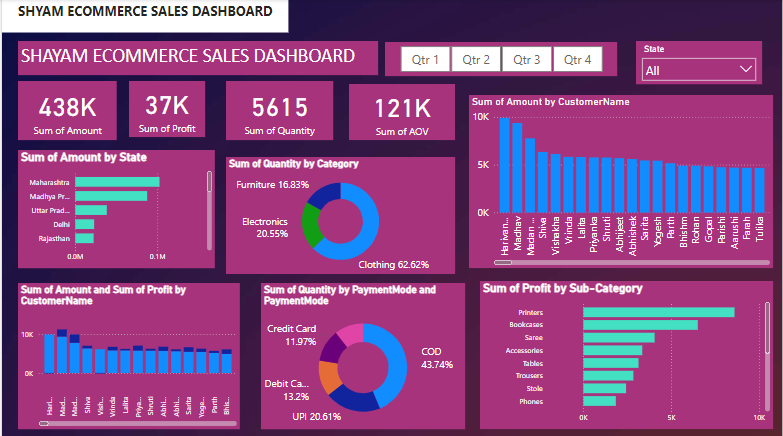 SHYAM ECOMMERCE SALES DASHBOARD
SHAYAM ECOMMERCE SALES DASHBOARD
Qtr 1
Qtr 2
Qtr 3
Qtr 4
State
All
438K
Sum of Amount
37K
Sum of Profit
5615
Sum of Quantity
121K
Sum of AOV
Sum of Amount by CustomerName
10K
5K
0K
Harivan...
Madhav
Madan ...
Shiva
Vishakha
Vrinda
Lalita
Priyanka
Shruti
Abhijeet
Abhishek
Sarita
Yogesh
Parth
Bhishm
Rohan
Gopal
Parishi
Aarushi
Farah
Tulika
Sum of Amount by State
Maharashtra
Madhya Pr...
Uttar Prad...
Delhi
Rajasthan
0.0M
0.1M
Sum of Quantity by Category
Furniture 16.83%
Electronics
20.55%
Clothing 62.62%
Sum of Amount and Sum of Profit by
CustomerName
10K
0K
Hari...
Mad...
Mad...
Shiva
Vish...
Vrinda
Lalita
Priya...
Shruti
Abhi...
Abhi...
Sarita
Yoge...
Parth
Bhis...
Sum of Quantity by PaymentMode and
PaymentMode
Credit Card
11.97%
COD
43.74%
Debit Ca...
13.2%
UPI 20.61%
Sum of Profit by Sub-Category
Printers
Bookcases
Saree
Accessories
Tables
Trousers
Stole
Phones
0K
5K
10K